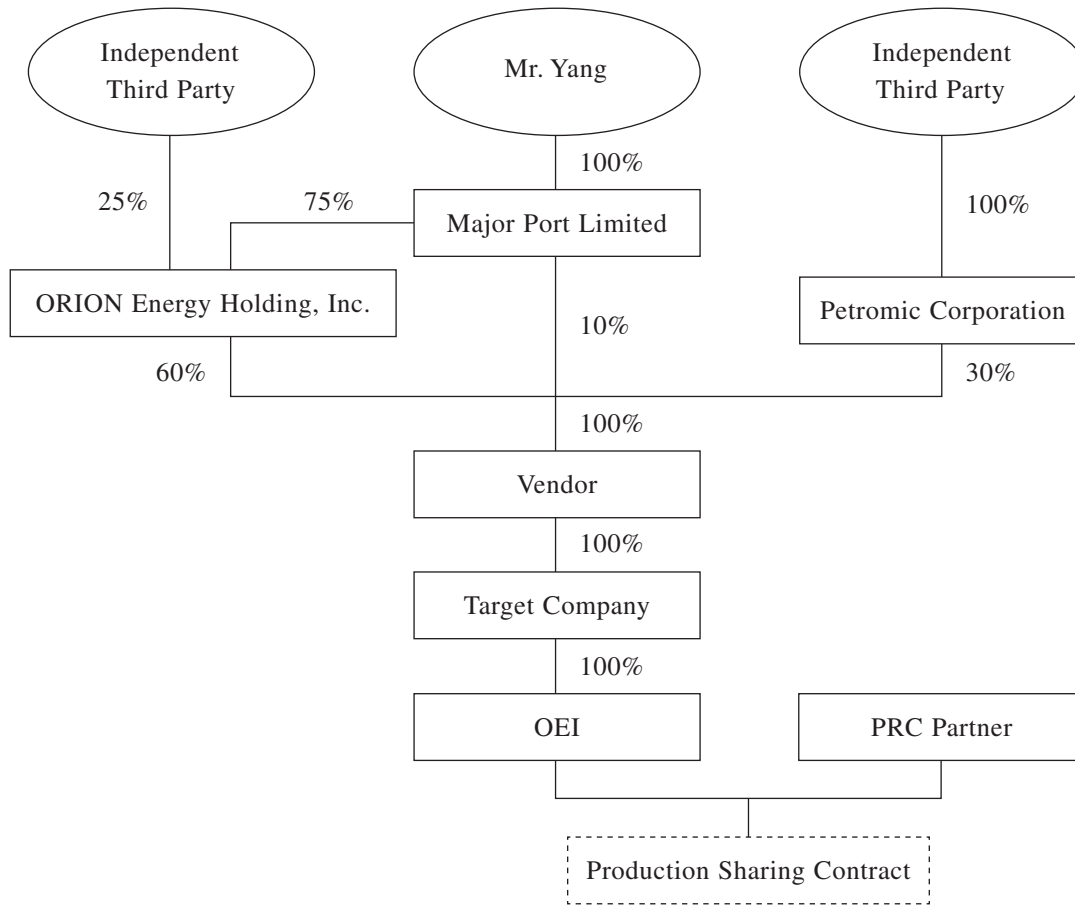 Independent
Third Party
Mr. Yang
Independent
Third Party
100%
25%
75%
100%
Major Port Limited
ORION Energy Holding, Inc.
Petromic Corporation
10%
60%
30%
100%
Vendor
100%
Target Company
100%
OEI
PRC Partner
Production Sharing Contract